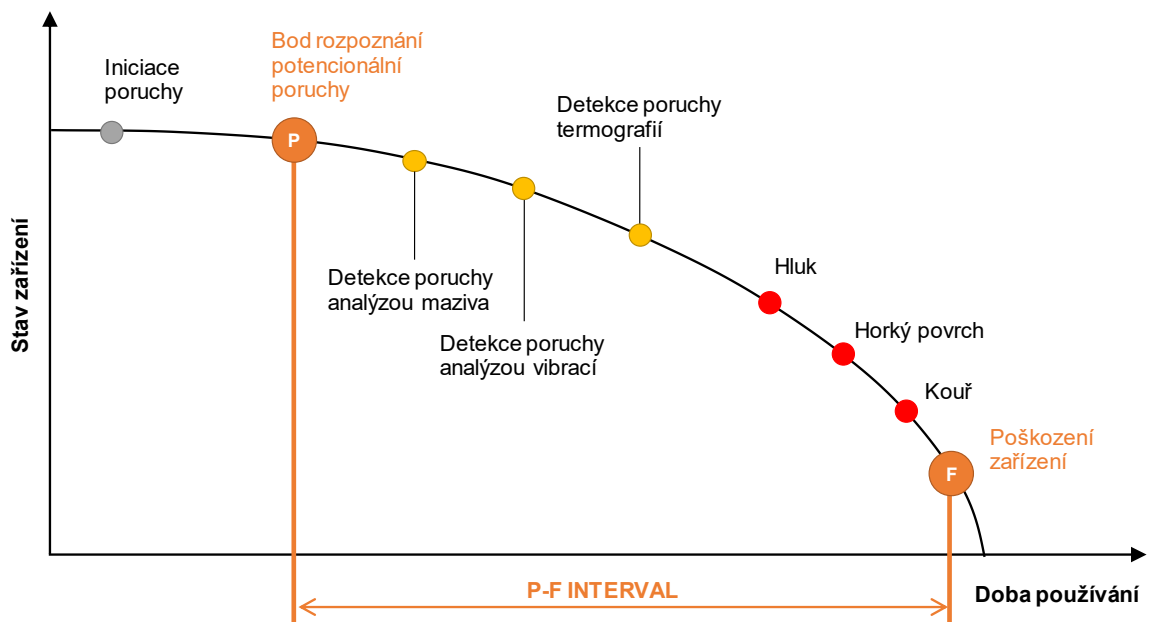 Bod rozpoznání
potencionální
poruchy
Iniciace
poruchy
P
Detekce poruchy
termografií
Detekce poruchy
analýzou maziva
Detekce poruchy
analýzou vibrací
Hluk
Horký povrch
Kouř
Poškození
zařízení
F
Stav zařízení
P-F INTERVAL
Doba používání